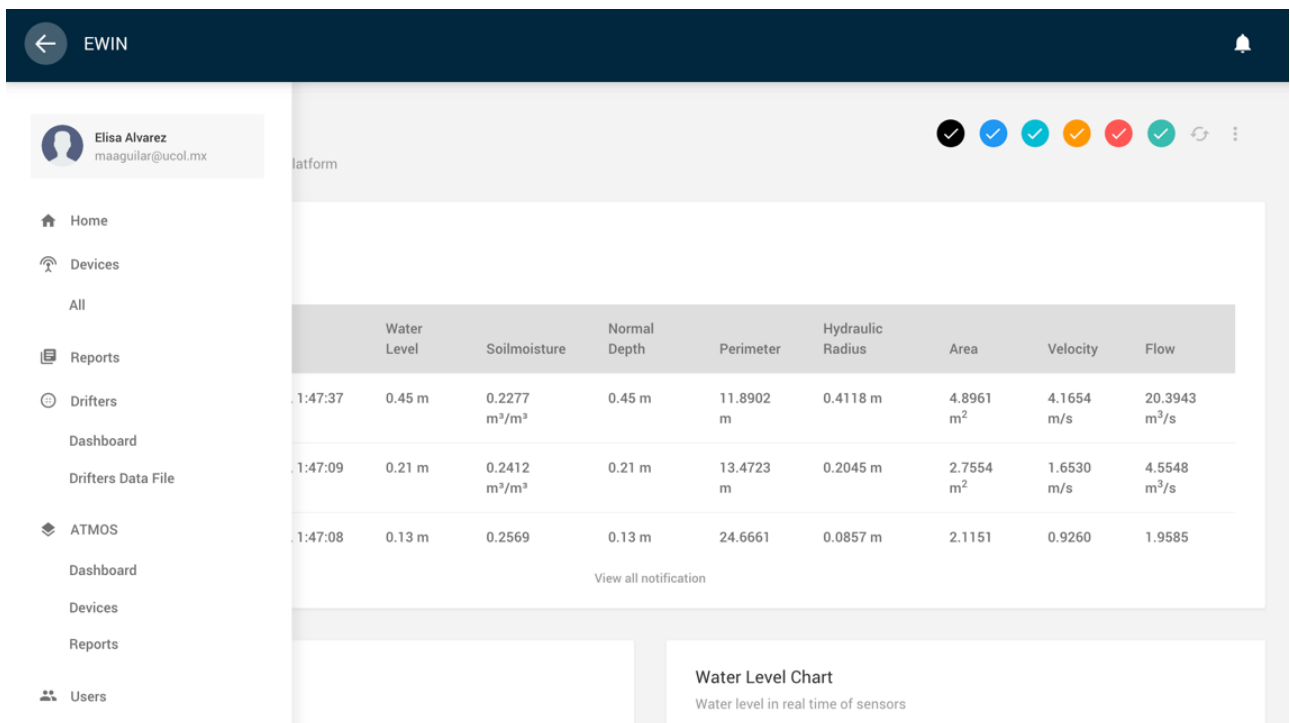 EWIN
Elisa Alvarez
maaguilar@ucol.mx
latform
Home
Devices
All
Reports
Drifters
Dashboard
Drifters Data File
ATMOS
Dashboard
Devices
Reports
Users
Water Level Soilmoisture Normal Depth Perimeter Hydraulic Radius Area Velocity Flow
. 1:47:37 0.45 m 0.2277 m³/m³ 0.45 m 11.8902 m 0.4118 m 4.8961 m² 4.1654 m/s 20.3943 m³/s
. 1:47:09 0.21 m 0.2412 m³/m³ 0.21 m 13.4723 m 0.2045 m 2.7554 m² 1.6530 m/s 4.5548 m³/s
. 1:47:08 0.13 m 0.2569 0.13 m 24.6661 0.0857 m 2.1151 0.9260 1.9585
View all notification
Water Level Chart
Water level in real time of sensors